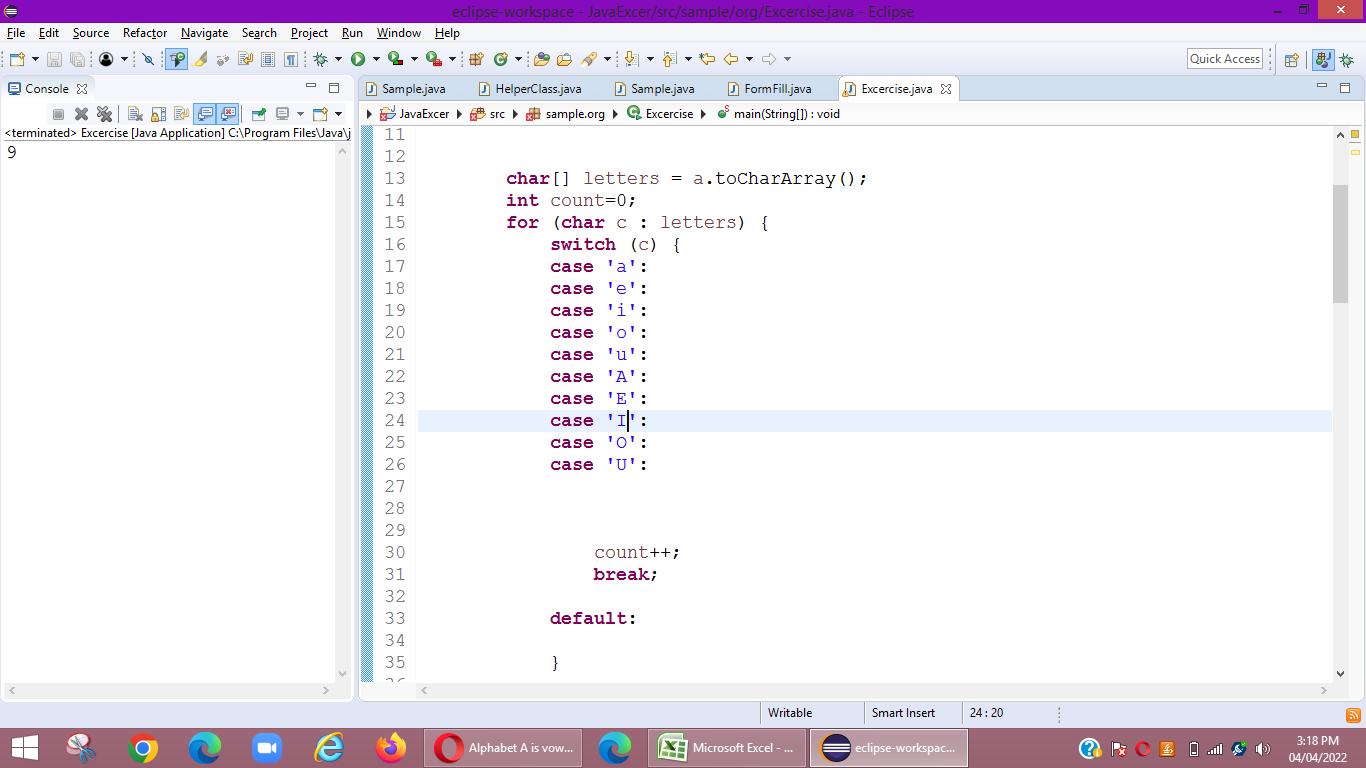 eclipse-workspace - JavaExcer/src/sample/org/Excercise.java - Eclipse
File Edit Source Refactor Navigate Search Project Run Window Help
Quick Access
Console
<terminated> Excercise [Java Application] C:\Program Files\Java\j
9
Sample.java HelperClass.java Sample.java FormFill.java Excercise.java
JavaExcer src sample.org Excercise main(String[]) : void
11
12
13 char[] letters = a.toCharArray();
14 int count=0;
15 for (char c : letters) {
16 switch (c) {
17 case 'a':
18 case 'e':
19 case 'i':
20 case 'o':
21 case 'u':
22 case 'A':
23 case 'E':
24 case 'I':
25 case 'O':
26 case 'U':
27
28
29
30 count++;
31 break;
32
33 default:
34
35 }
Writable Smart Insert 24 : 20
Alphabet A is vow... Microsoft Excel - ... eclipse-workspac... 3:18 PM
04/04/2022